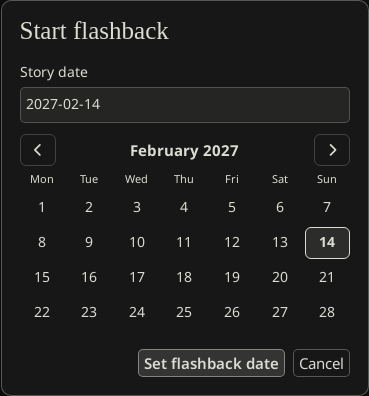 Start flashback
Story date
2027-02-14
February 2027
Mon Tue Wed Thu Fri Sat Sun
1 2 3 4 5 6 7
8 9 10 11 12 13 14
15 16 17 18 19 20 21
22 23 24 25 26 27 28
Set flashback date Cancel